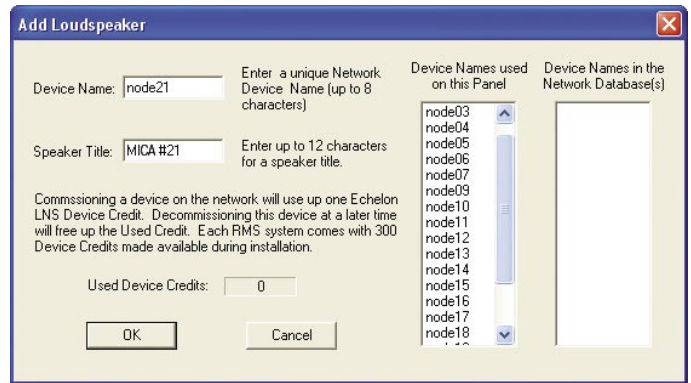 Add Loudspeaker
Device Name:
node21
Enter a unique Network
Device Name (up to 8
characters)
Speaker Title:
MICA #21
Enter up to 12 characters
for a speaker title.
Commssioning a device on the network will use up one Echelon
LNS Device Credit. Decommissioning this device at a later time
will free up the Used Credit. Each RMS system comes with 300
Device Credits made available during installation.
Used Device Credits:
0
OK
Cancel
Device Names used
on this Panel
node03
node04
node05
node06
node07
node09
node10
node11
node12
node13
node14
node15
node16
node17
node18
Device Names in the
Network Database(s)